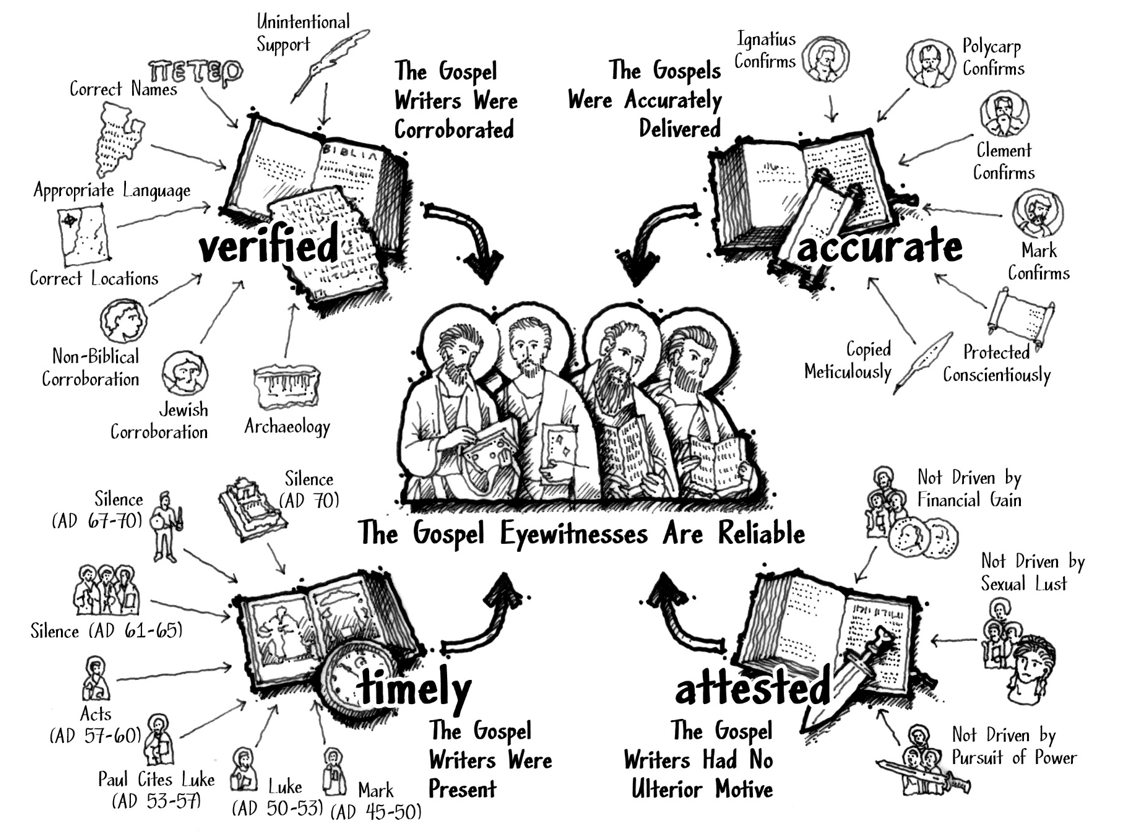 Unintentional
Support
πετερ
Correct Names
Appropriate Language
Correct Locations
Non-Biblical
Corroboration
Jewish
Corroboration
Archaeology
BIBLIA
verified
The Gospel
Writers Were
Corroborated
The Gospels
Were Accurately
Delivered
Ignatius
Confirms
Polycarp
Confirms
Clement
Confirms
Mark
Confirms
Protected
Conscientiously
Copied
Meticulously
accurate
The Gospel Eyewitnesses Are Reliable
Silence
(AD 70)
Silence
(AD 67-70)
Silence (AD 61-65)
Acts
(AD 57-60)
Paul Cites Luke
(AD 53-57)
Luke
(AD 50-53)
Mark
(AD 45-50)
timely
The Gospel
Writers Were
Present
attested
The Gospel
Writers Had No
Ulterior Motive
Not Driven by
Financial Gain
Not Driven by
Sexual Lust
Not Driven by
Pursuit of Power